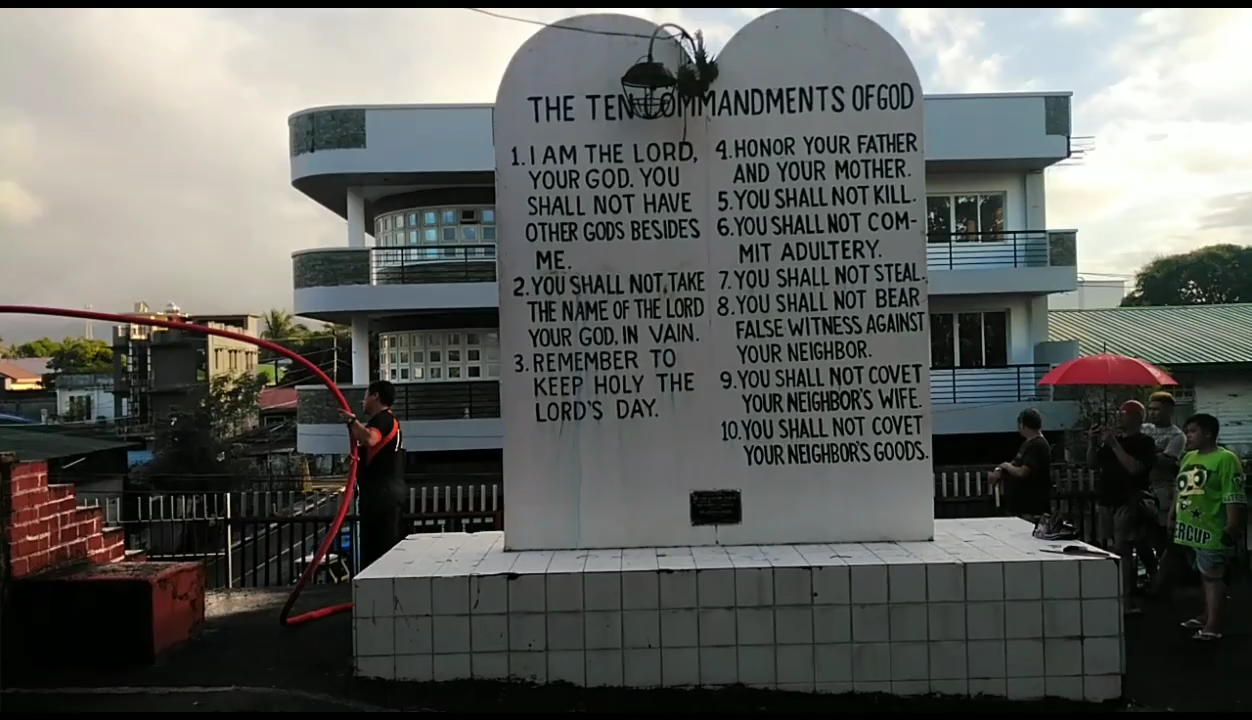 THE TEN COMMANDMENTS OF GOD
1. I AM THE LORD,
YOUR GOD. YOU
SHALL NOT HAVE
OTHER GODS BESIDES
ME.
2. YOU SHALL NOT, TAKE
THE NAME OF THE LORD
YOUR GOD, IN VAIN.
3. REMEMBER TO
KEEP HOLY THE
LORD'S DAY.
4. HONOR YOUR FATHER
AND YOUR MOTHER.
5. YOU SHALL NOT KILL.
6. YOU SHALL NOT COM-
MIT ADULTERY.
7. YOU SHALL NOT STEAL.
8. YOU SHALL NOT BEAR
FALSE WITNESS AGAINST
YOUR NEIGHBOR.
9. YOU SHALL NOT COVET
YOUR NEIGHBOR'S WIFE.
10. YOU SHALL NOT COVET
YOUR NEIGHBOR'S GOODS.